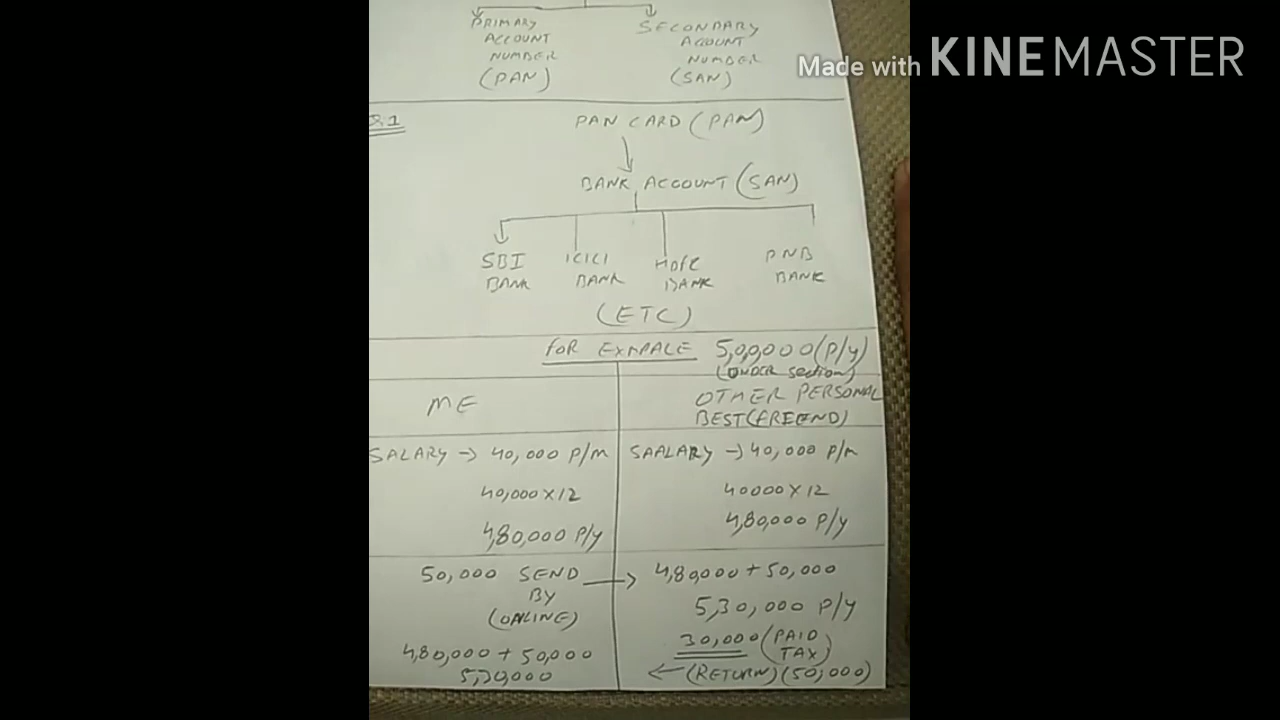 PRIMARY ACCOUNT NUMBER (PAN)
SECONDARY ACOUNT NUMBER (SAN)
Made with KINEMASTER
PAN CARD (PAN)
BANK ACCOUNT (SAN)
SBI BANK
ICICI BANK
HDFC BANK
PNB BANK
(ETC)
FOR EXMPALE 5,00,000 (P/y)
(UNDER section)
ME
OTHER PERSONAL
BEST (FREEND)
SALARY → 40,000 P/M
SAALARY → 40,000 P/M
40,000 X 12
40000 X 12
4,80,000 P/y
4,80,000 P/y
50,000 SEND
BY
(ONLINE)
4,80,000 + 50,000
5,30,000 P/y
30,000 (PAID TAX)
4,80,000 + 50,000
← (RETURN) (50,000)